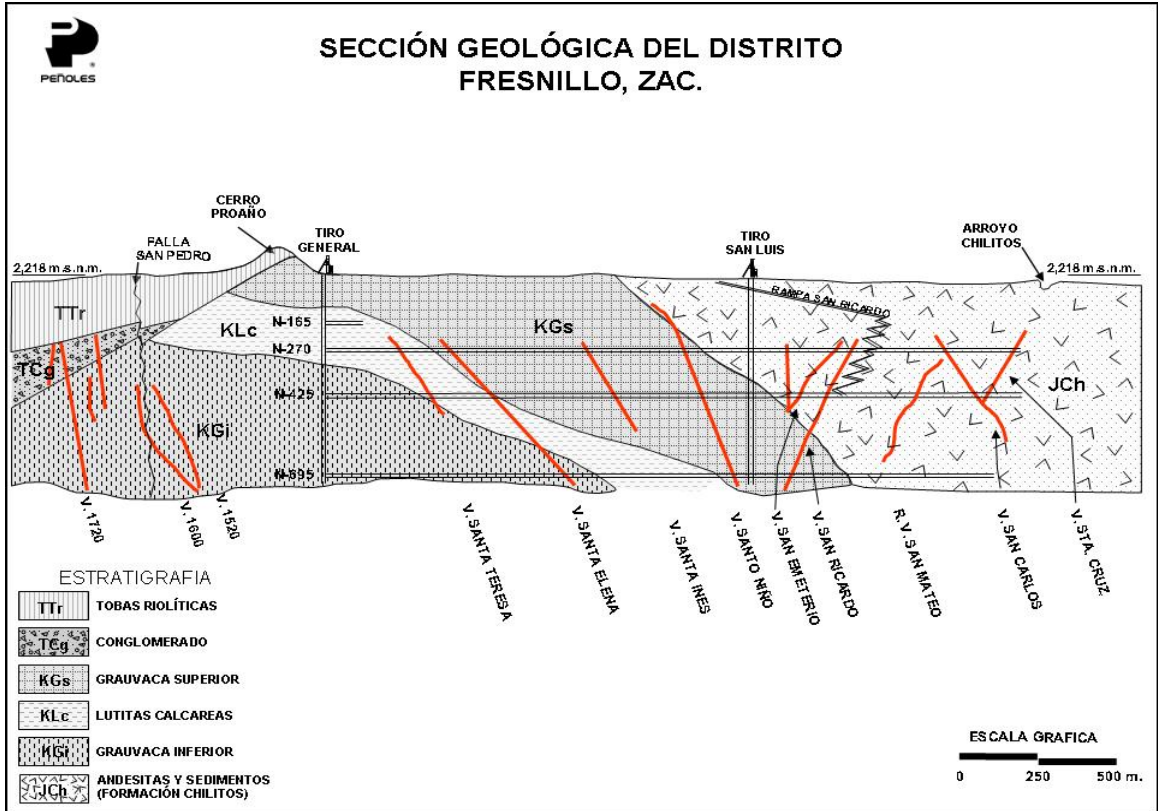 PEÑOLES
SECCIÓN GEOLÓGICA DEL DISTRITO
FRESNILLO, ZAC.
CERRO
PROAÑO
FALLA
SAN PEDRO
TIRO
GENERAL
TIRO
SAN LUIS
ARROYO
CHILITOS
2,218 m.s.n.m.
2,218 m.s.n.m.
RAMPA SAN RICARDO
TTr
KLc
N-165
KGs
N-270
TCg
JCh
N-425
KGi
N-695
V. 1720
V. 1600
V. 1520
V. SANTA TERESA
V. SANTA ELENA
V. SANTA INES
V. SANTO NIÑO
V. SAN EMETERIO
V. SAN RICARDO
R. V. SAN MATEO
V. SAN CARLOS
V. STA. CRUZ
ESTRATIGRAFIA
TTr TOBAS RIOLÍTICAS
TCg CONGLOMERADO
KGs GRAUVACA SUPERIOR
KLc LUTITAS CALCAREAS
KGi GRAUVACA INFERIOR
JCh ANDESITAS Y SEDIMENTOS
(FORMACIÓN CHILITOS)
ESCALA GRAFICA
0 250 500 m.